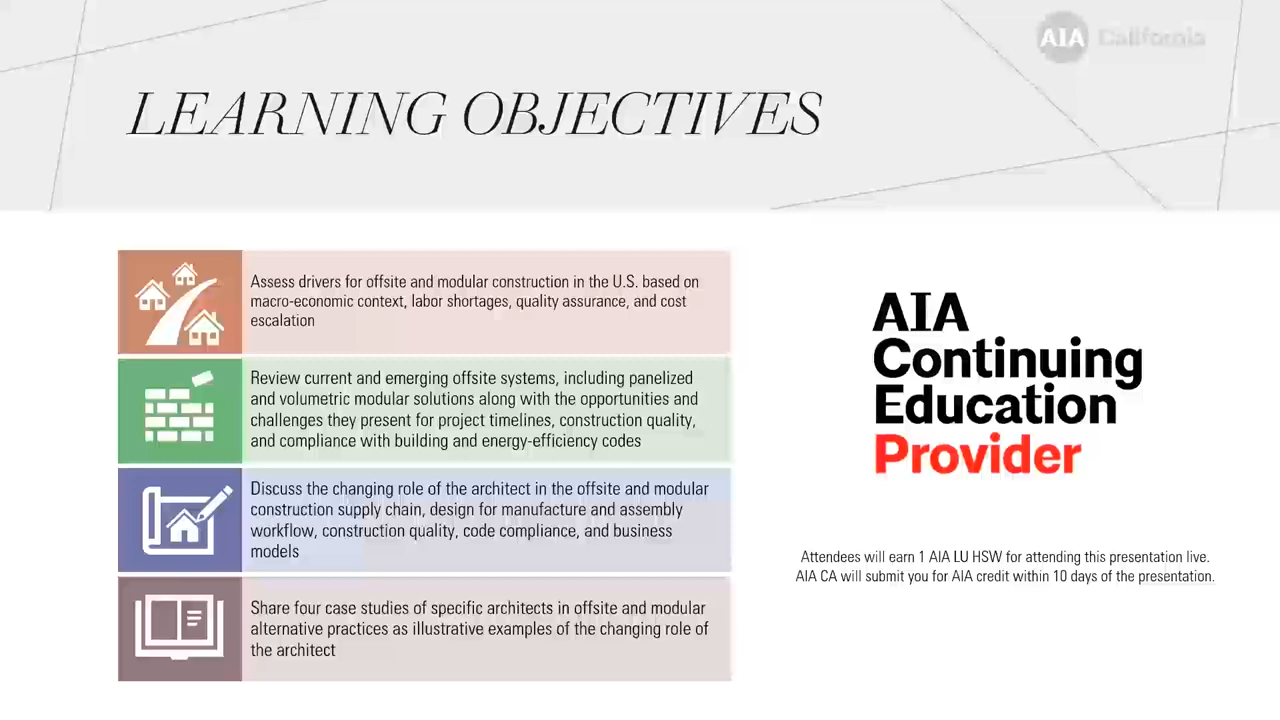 AIA California
LEARNING OBJECTIVES
Assess drivers for offsite and modular construction in the U.S. based on
macro-economic context, labor shortages, quality assurance, and cost
escalation
Review current and emerging offsite systems, including panelized
and volumetric modular solutions along with the opportunities and
challenges they present for project timelines, construction quality,
and compliance with building and energy-efficiency codes
Discuss the changing role of the architect in the offsite and modular
construction supply chain, design for manufacture and assembly
workflow, construction quality, code compliance, and business
models
Share four case studies of specific architects in offsite and modular
alternative practices as illustrative examples of the changing role of
the architect
AIA
Continuing
Education
Provider
Attendees will earn 1 AIA LU HSW for attending this presentation live.
AIA CA will submit you for AIA credit within 10 days of the presentation.